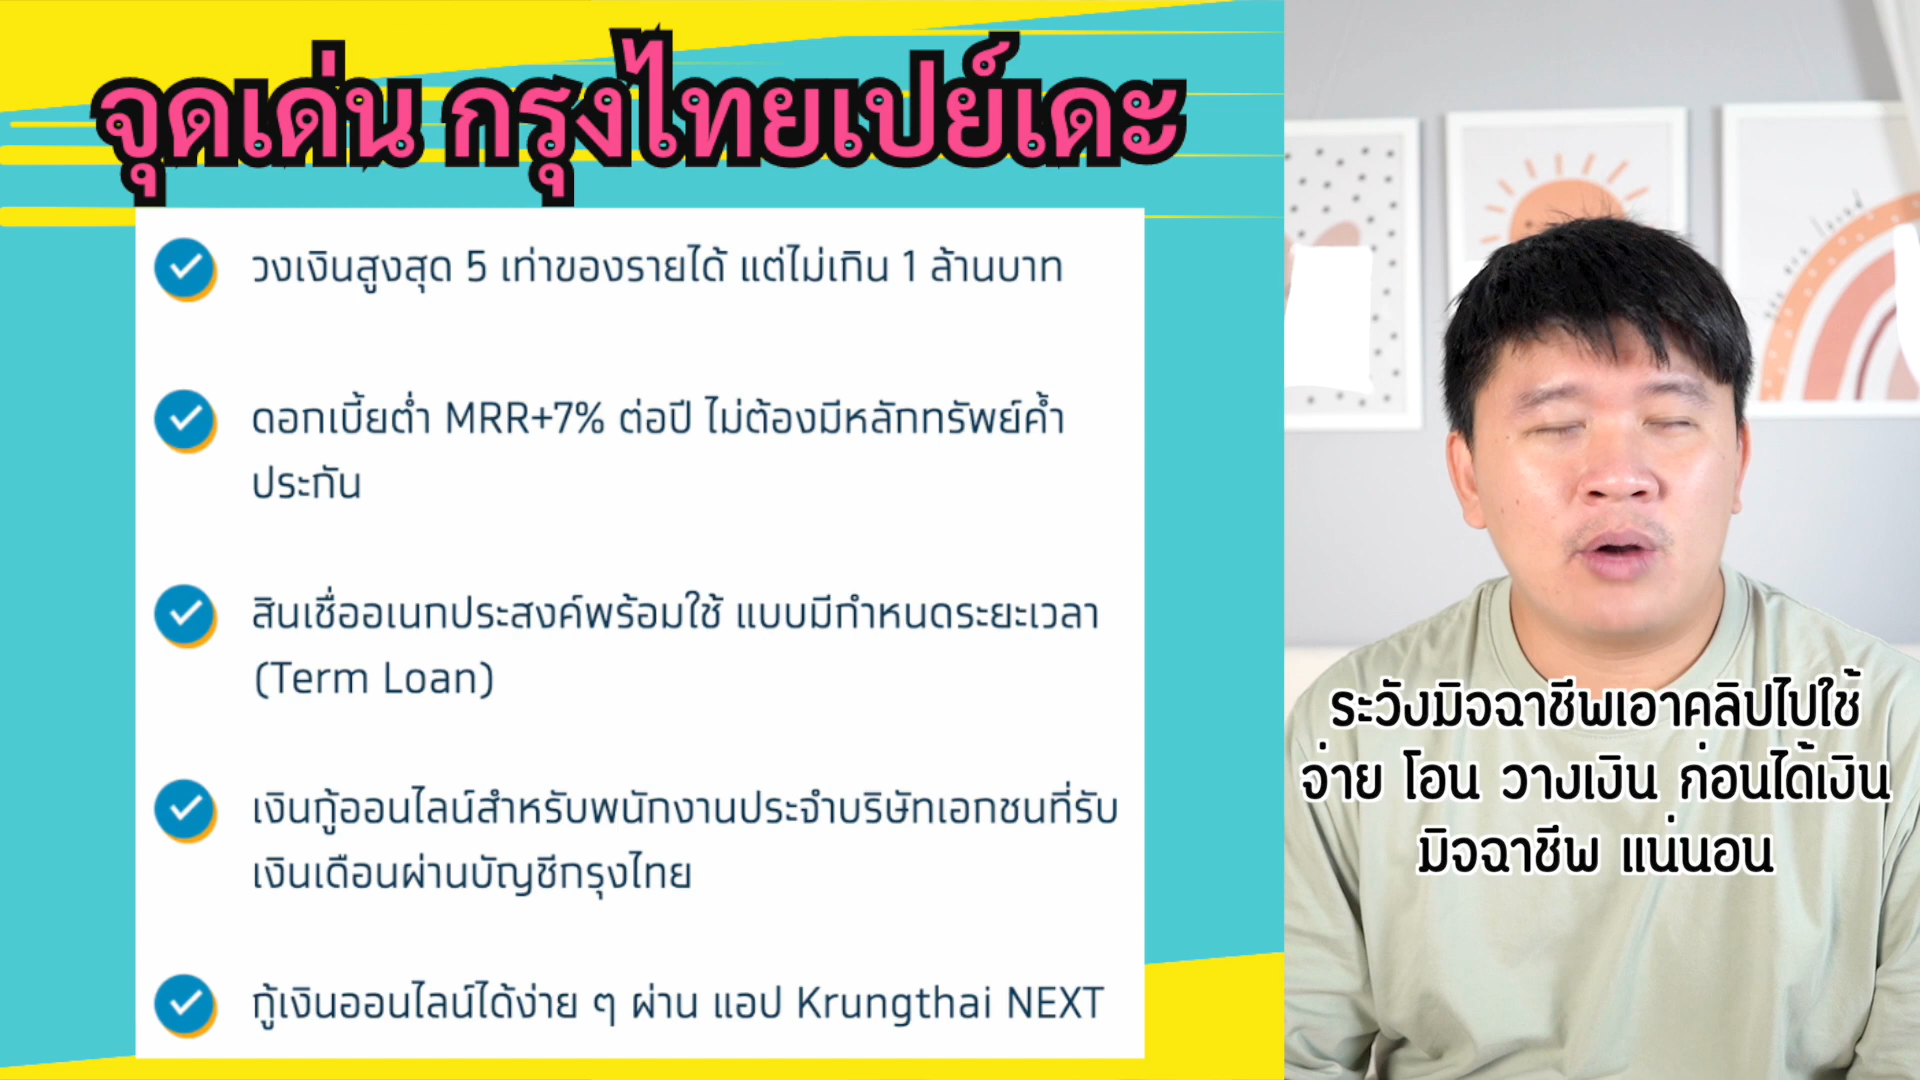 จุดเด่น กรุงไทยเปย์เดะ
วงเงินสูงสุด 5 เท่าของรายได้ แต่ไม่เกิน 1 ล้านบาท
ดอกเบี้ยต่ำ MRR+7% ต่อปี ไม่ต้องมีหลักทรัพย์ค้ำ
ประกัน
สินเชื่ออเนกประสงค์พร้อมใช้ แบบมีกำหนดระยะเวลา
(Term Loan)
เงินกู้ออนไลน์สำหรับพนักงานประจำบริษัทเอกชนที่รับ
เงินเดือนผ่านบัญชีกรุงไทย
กู้เงินออนไลน์ได้ง่าย ๆ ผ่าน แอป Krungthai NEXT
ระวังมิจฉาชีพเอาคลิปไปใช้
จ่าย โอน วางเงิน ก่อนได้เงิน
มิจฉาชีพ แน่นอน